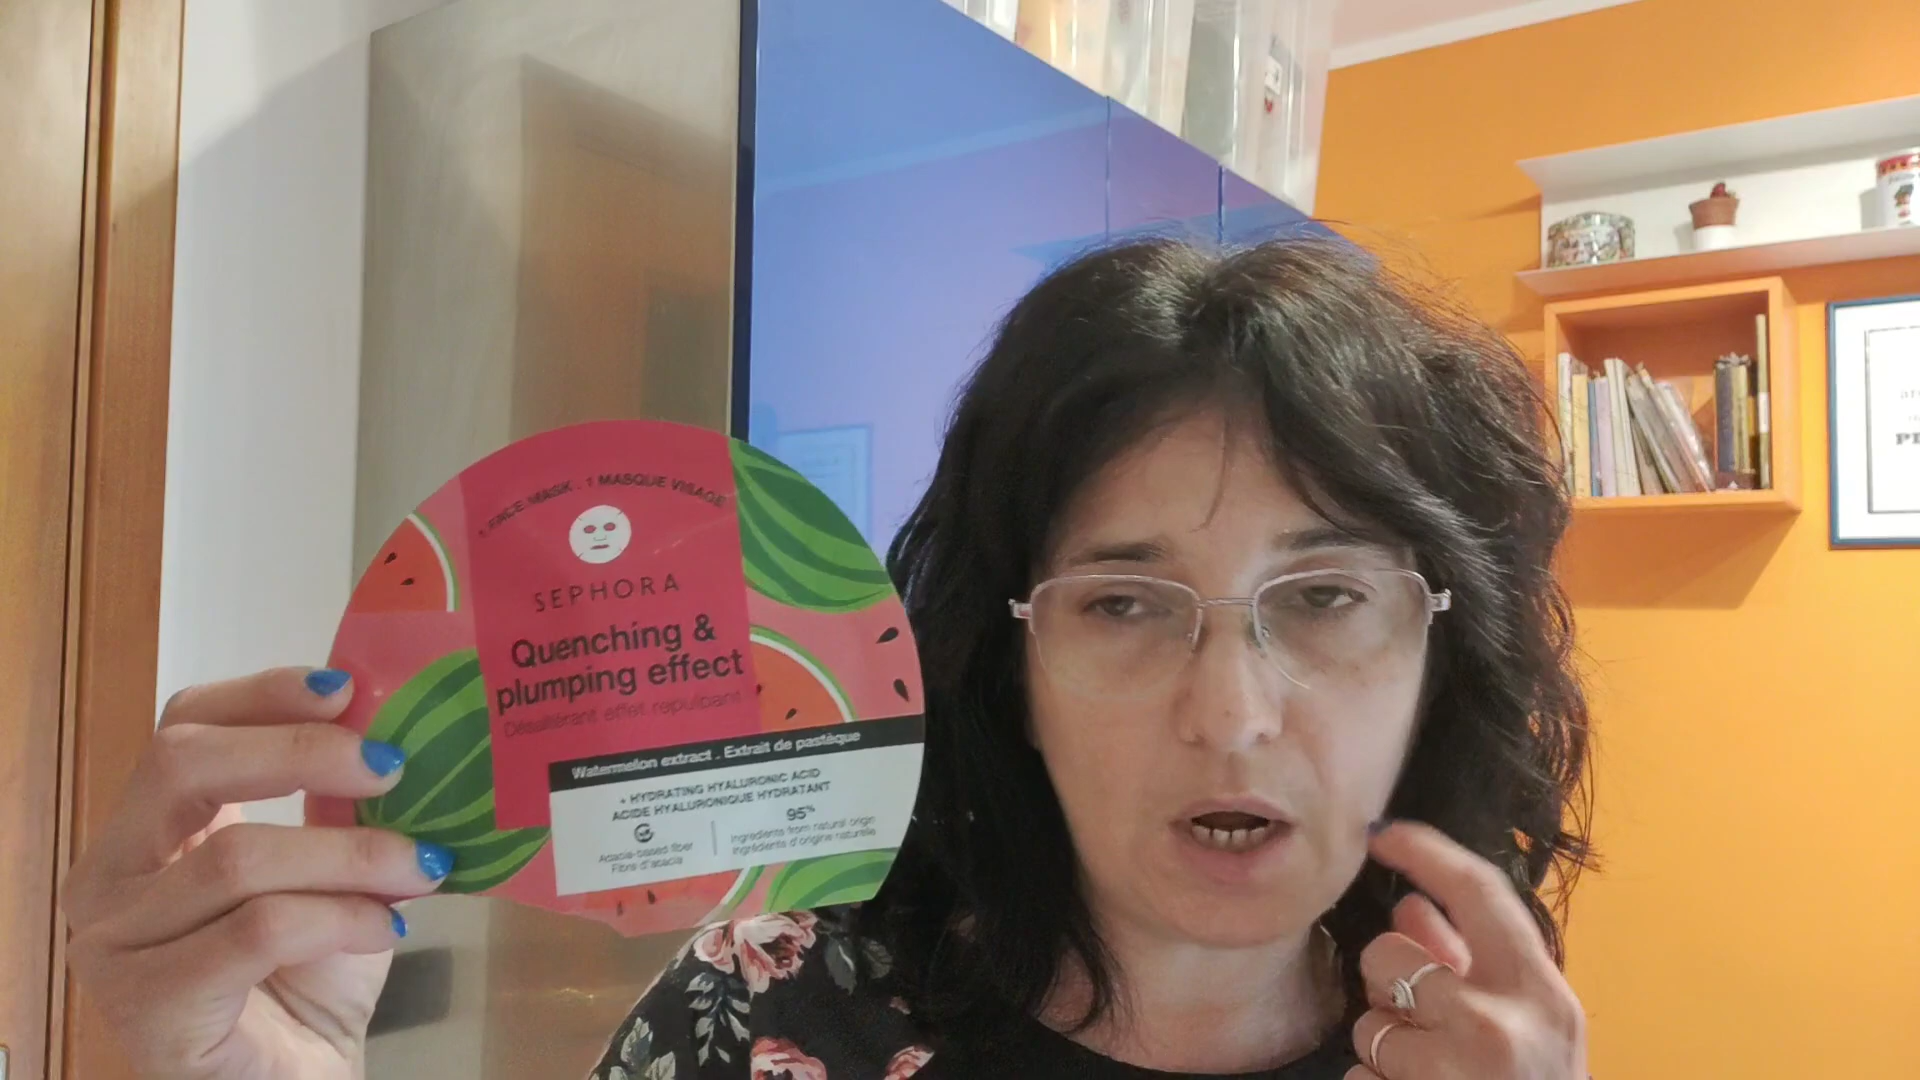 1 FACE MASK . 1 MASQUE VISAGE
SEPHORA
Quenching &
plumping effect
Désaltérant effet repulpant
Watermelon extract . Extrait de pastèque
+ HYDRATING HYALURONIC ACID
ACIDE HYALURONIQUE HYDRATANT
Acacia-based fiber
Fibre d'acacia
95%
Ingredients from natural origin
Ingrédients d'origine naturelle